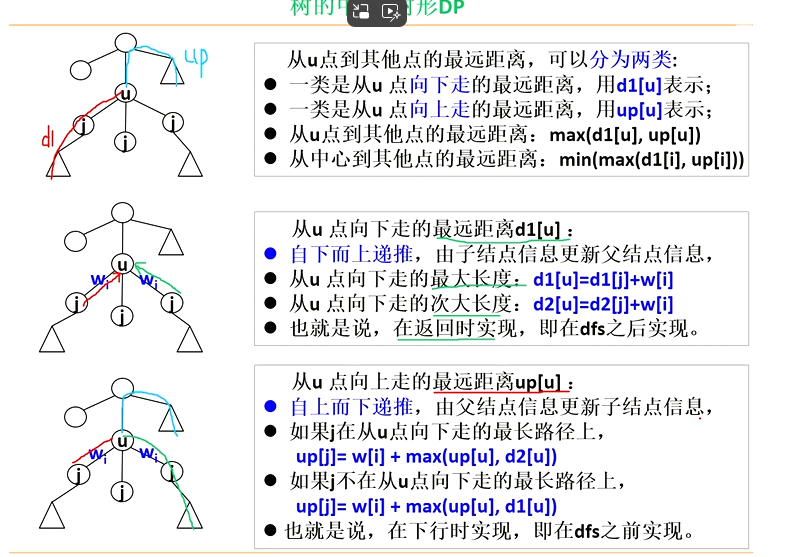 树的中 树形DP
up
u
d1
j
j
j
从u点到其他点的最远距离，可以分为两类:
● 一类是从u 点向下走的最远距离，用d1[u]表示；
● 一类是从u 点向上走的最远距离，用up[u]表示；
● 从u点到其他点的最远距离：max(d1[u], up[u])
● 从中心到其他点的最远距离：min(max(d1[i], up[i]))
u
wi
wi
j
j
j
从u 点向下走的最远距离d1[u]：
● 自下而上递推，由子结点信息更新父结点信息，
● 从u 点向下走的最大长度：d1[u]=d1[j]+w[i]
● 从u 点向下走的次大长度：d2[u]=d2[j]+w[i]
● 也就是说，在返回时实现，即在dfs之后实现。
u
wi
wi
j
j
j
从u 点向上走的最远距离up[u]：
● 自上而下递推，由父结点信息更新子结点信息，
● 如果j在从u点向下走的最长路径上，
up[j]= w[i] + max(up[u], d2[u])
● 如果j不在从u点向下走的最长路径上，
up[j]= w[i] + max(up[u], d1[u])
● 也就是说，在下行时实现，即在dfs之前实现。